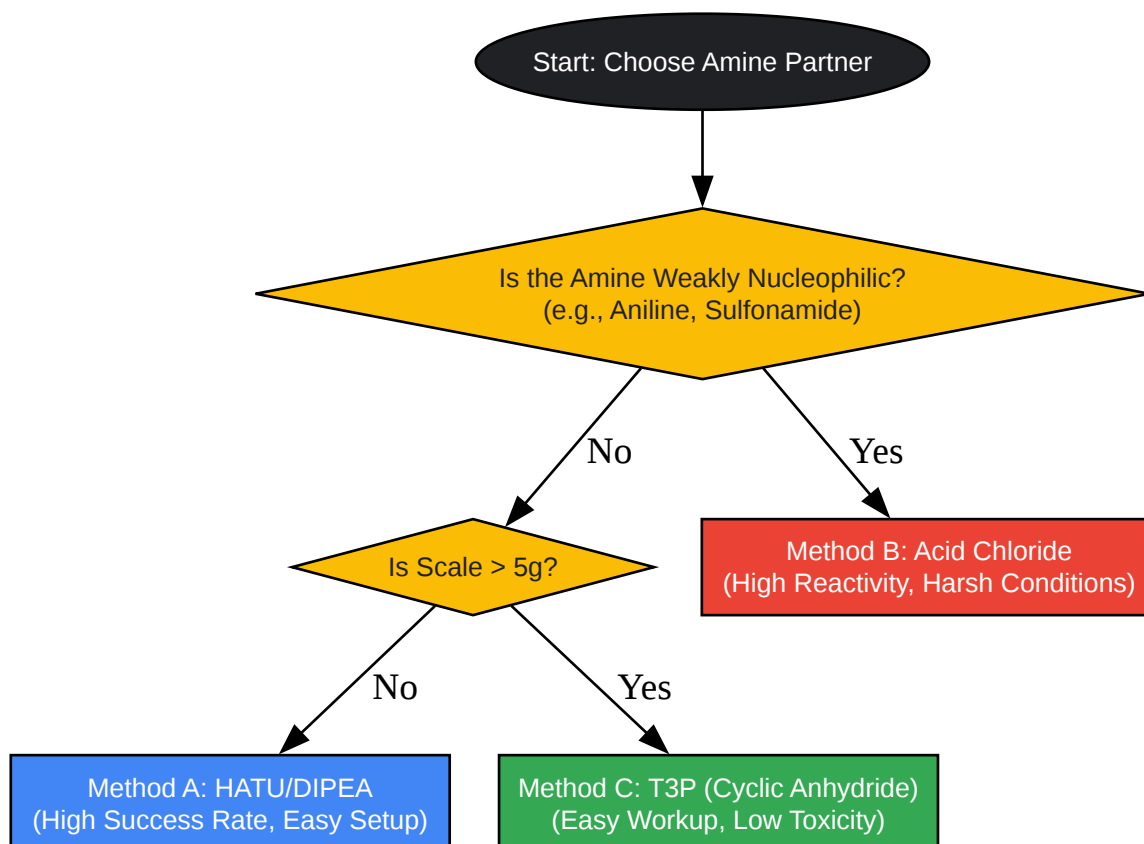 Start: Choose Amine Partner
Is the Amine Weakly Nucleophilic?
(e.g., Aniline, Sulfonamide)
No
Yes
Is Scale > 5g?
Method B: Acid Chloride
(High Reactivity, Harsh Conditions)
No
Yes
Method A: HATU/DIPEA
(High Success Rate, Easy Setup)
Method C: T3P (Cyclic Anhydride)
(Easy Workup, Low Toxicity)